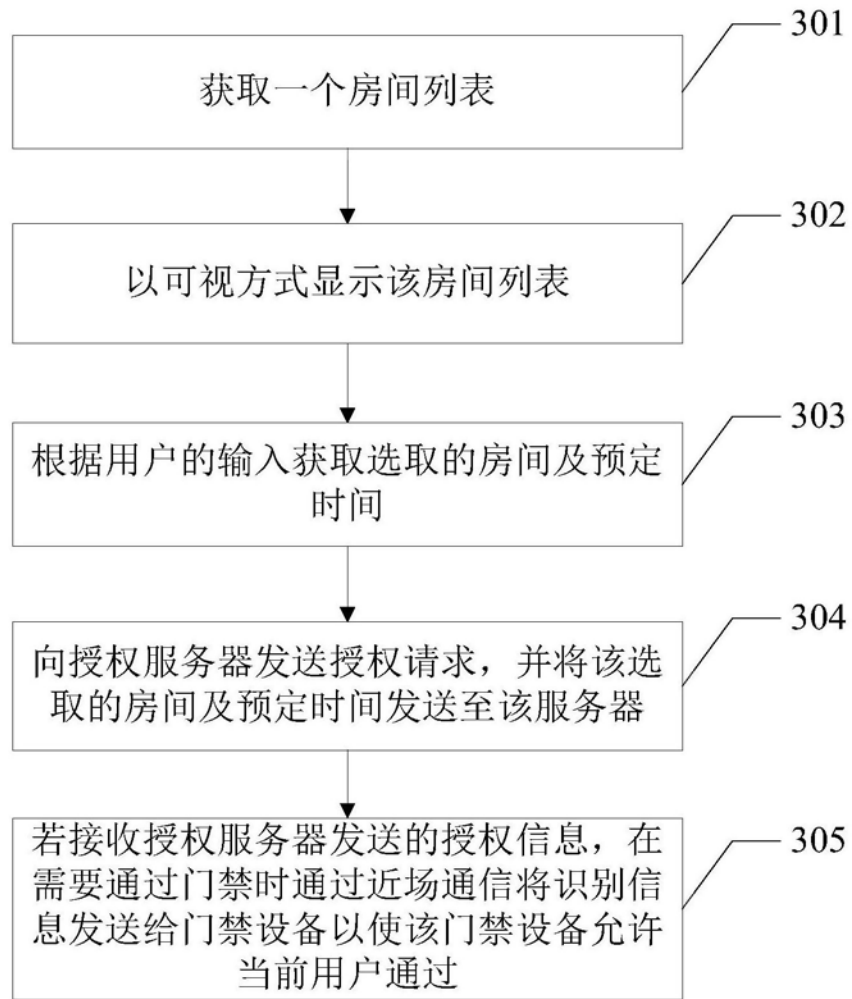 301
获取一个房间列表
302
以可视方式显示该房间列表
303
根据用户的输入获取选取的房间及预定
时间
304
向授权服务器发送授权请求，并将该选
取的房间及预定时间发送至该服务器
305
若接收授权服务器发送的授权信息，在
需要通过门禁时通过近场通信将识别信
息发送给门禁设备以使该门禁设备允许
当前用户通过